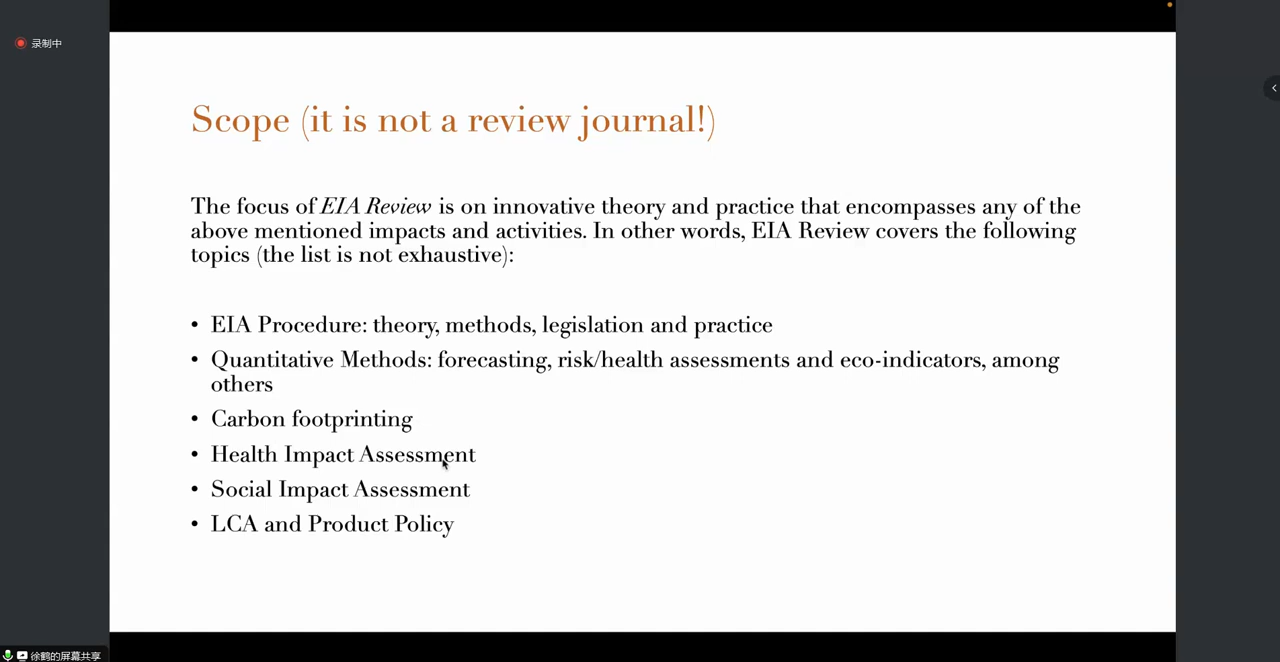 录制中
Scope (it is not a review journal!)
The focus of EIA Review is on innovative theory and practice that encompasses any of the
above mentioned impacts and activities. In other words, EIA Review covers the following
topics (the list is not exhaustive):
• EIA Procedure: theory, methods, legislation and practice
• Quantitative Methods: forecasting, risk/health assessments and eco-indicators, among
others
• Carbon footprinting
• Health Impact Assessment
• Social Impact Assessment
• LCA and Product Policy
徐鹤的屏幕共享